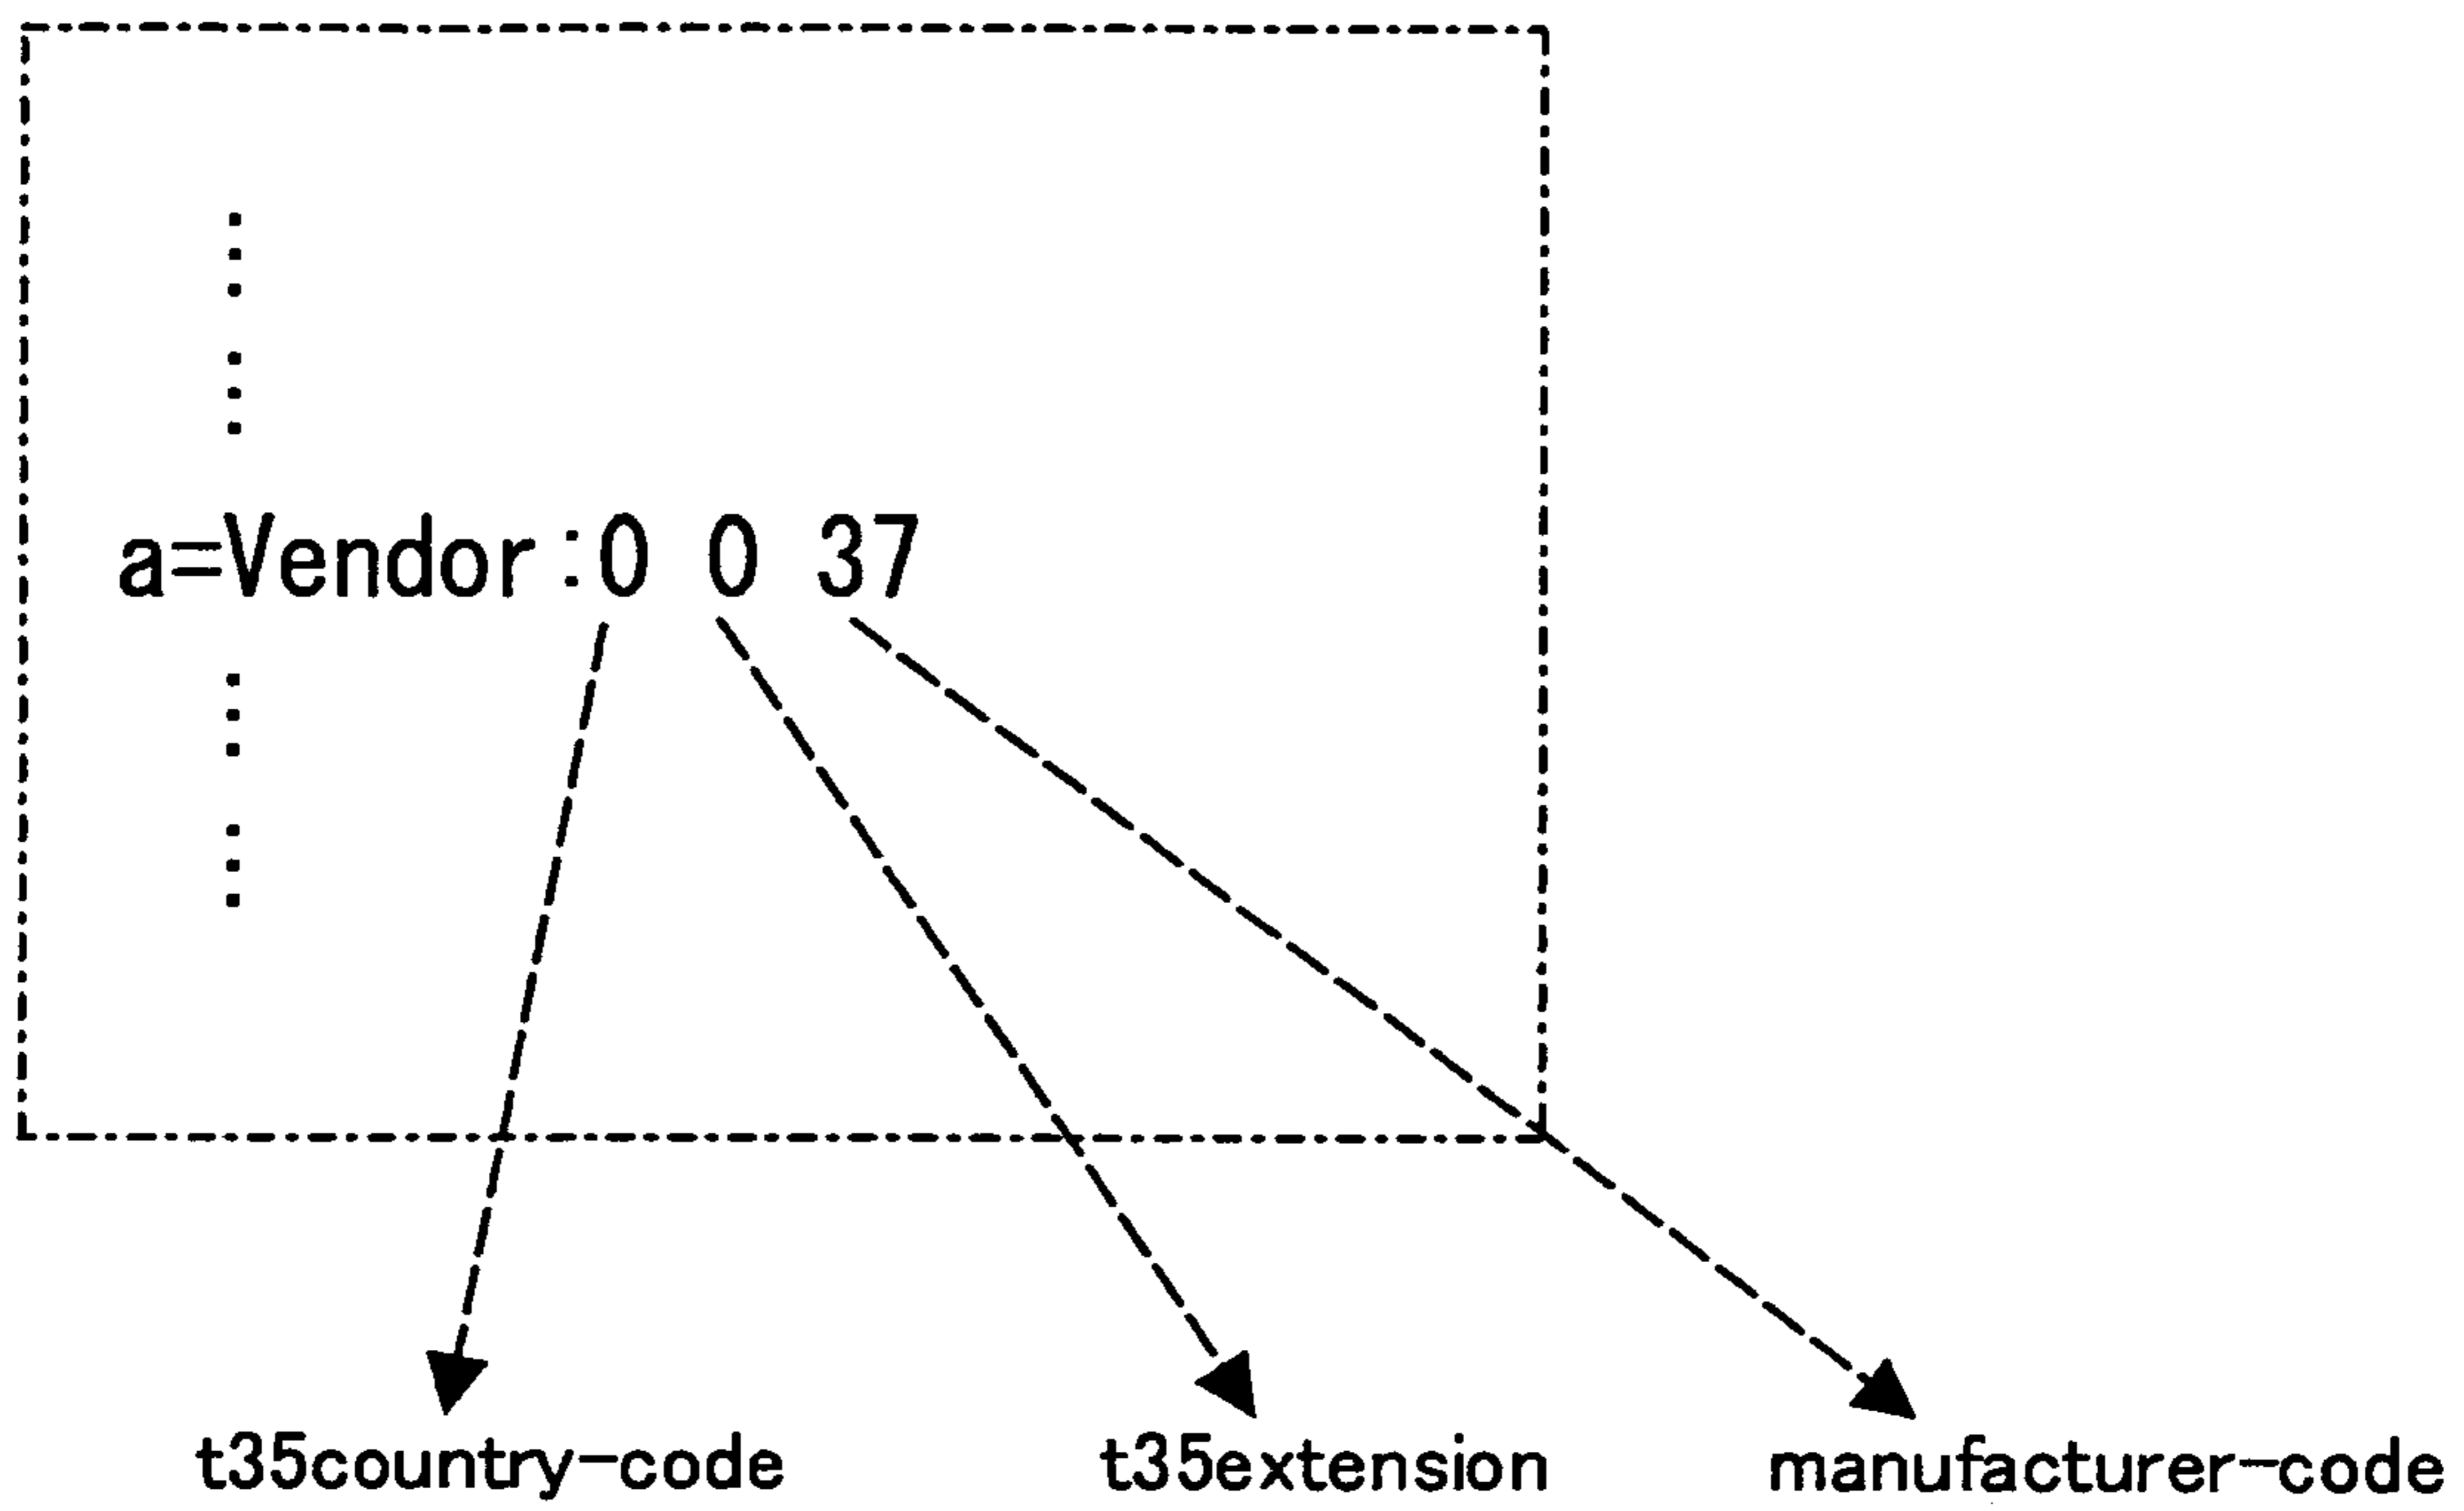 a=Vendor:0 0 37
t35country-code t35extension manufacturer-code